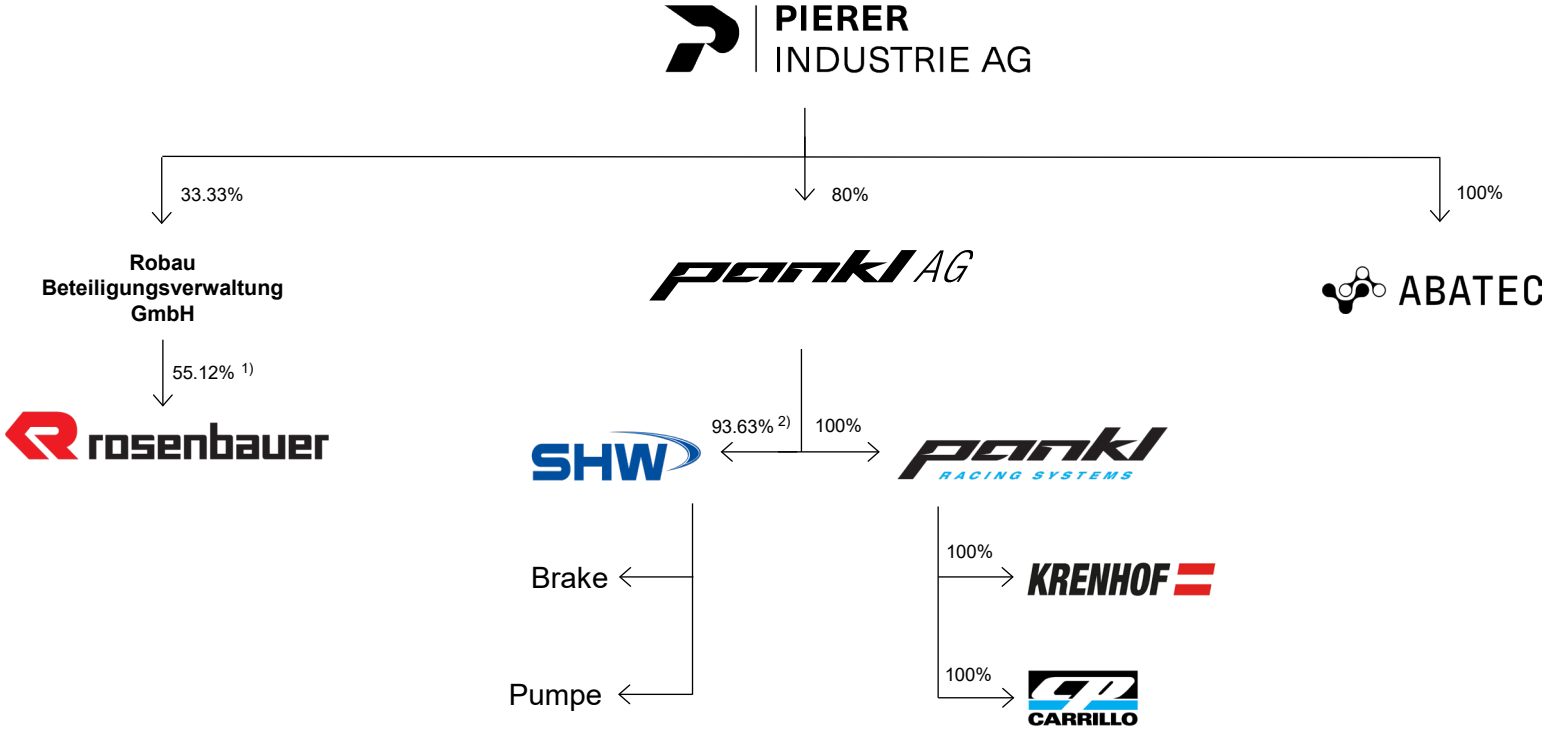 PIERER
INDUSTRIE AG
33.33%
80%
100%
Robau
Beteiligungsverwaltung
GmbH
pankl AG
ABATEC
55.12% 1)
rosenbauer
93.63% 2)
100%
SHW
pankl
RACING SYSTEMS
Brake
100%
KRENHOF
Pumpe
100%
CP
CARRILLO